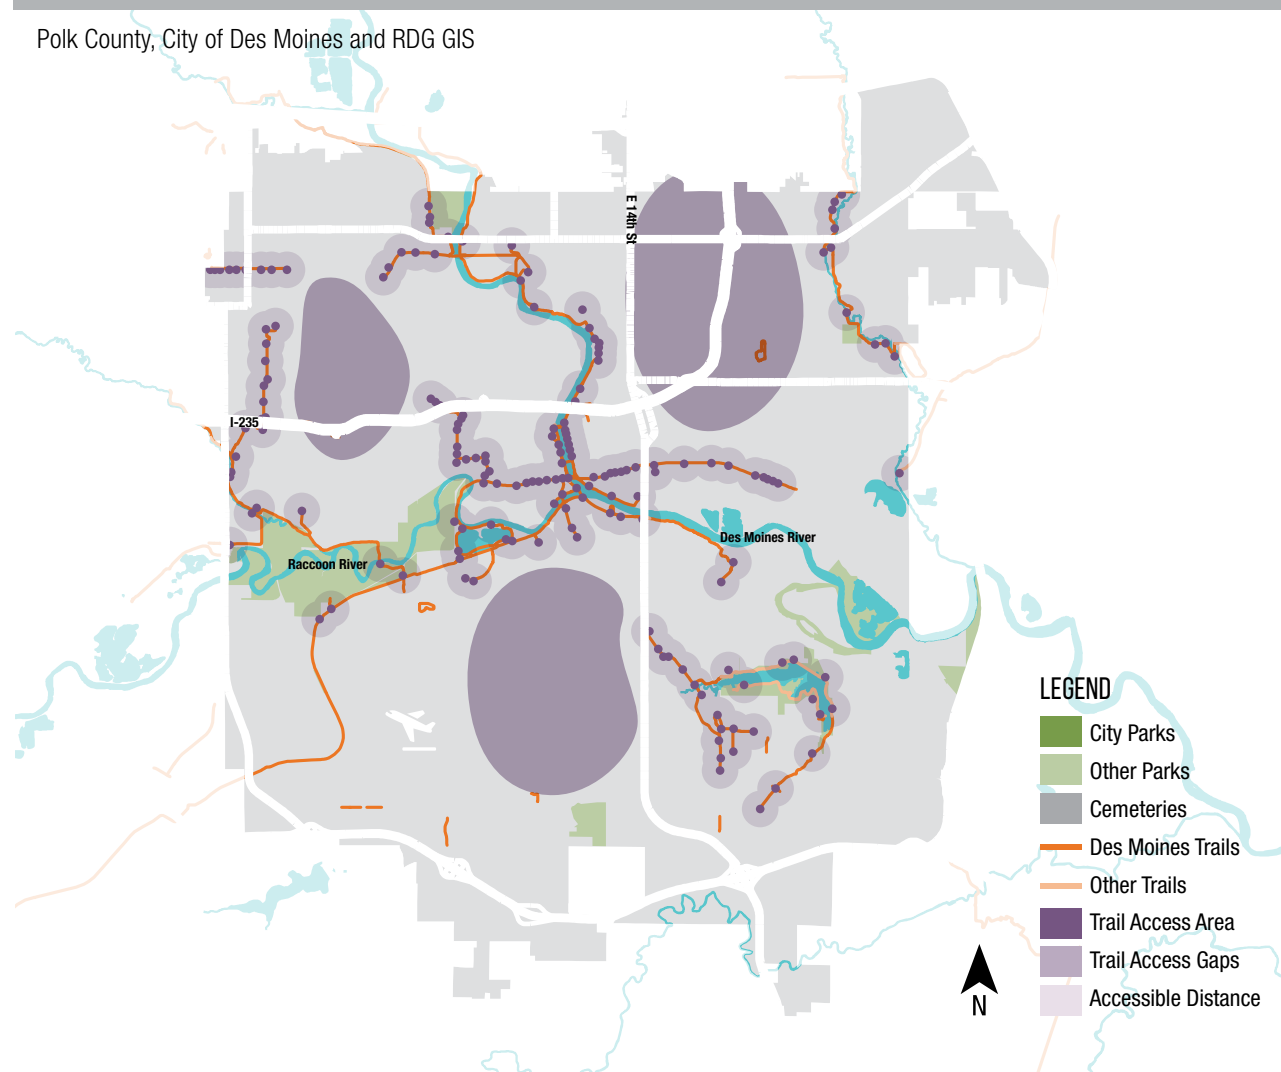 Polk County, City of Des Moines and RDG GIS
E 14th St
I-235
Des Moines River
Raccoon River
LEGEND
City Parks
Other Parks
Cemeteries
Des Moines Trails
Other Trails
Trail Access Area
Trail Access Gaps
Accessible Distance
N